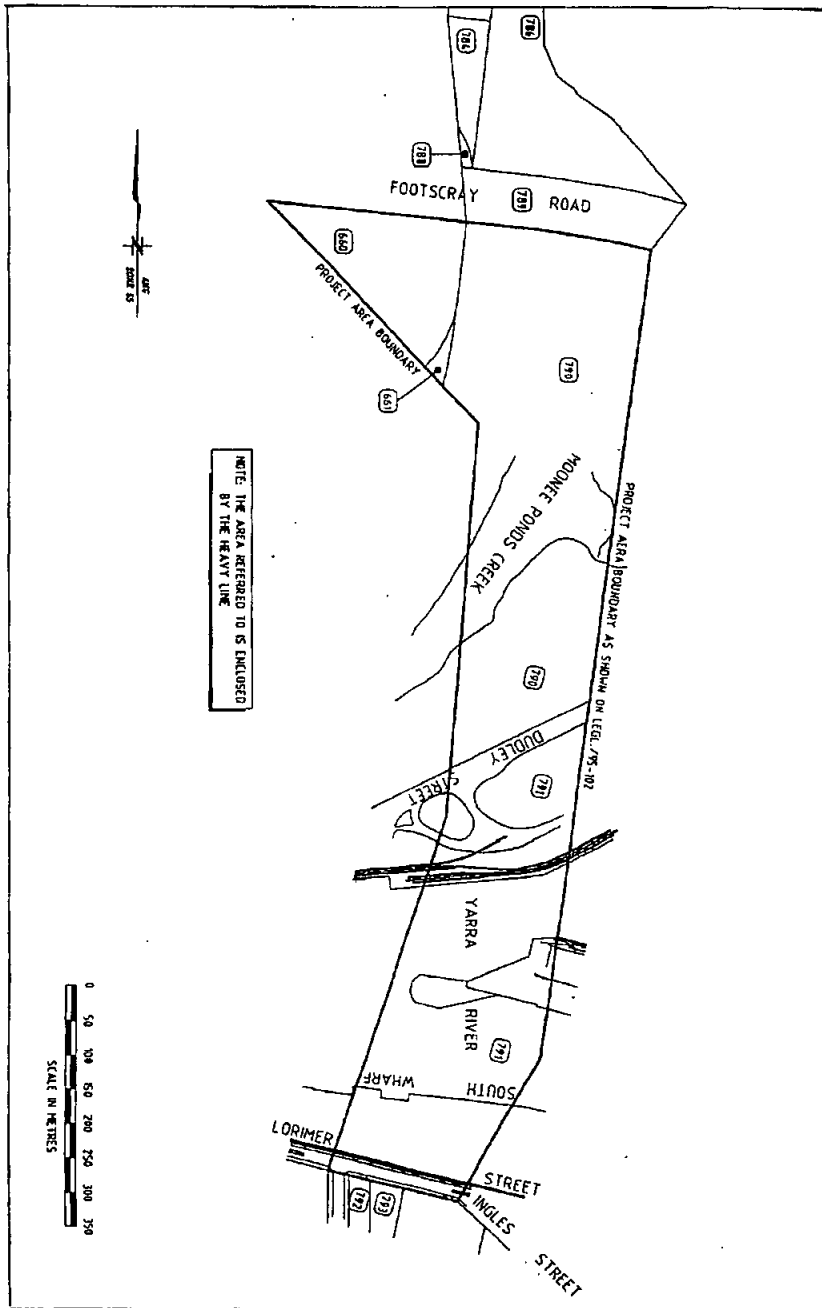 786
784
788
FOOTSCRAY ROAD
789
660
PROJECT AREA BOUNDARY
661
790
MOONEE PONDS CREEK
PROJECT AERA BOUNDARY AS SHOWN ON LEGL./95-102
NOTE: THE AREA REFERRED TO IS ENCLOSED
BY THE HEAVY LINE
790
DUDLEY STREET
791
YARRA RIVER
791
SOUTH WHARF
LORIMER STREET
INGLES STREET
792
793
0 50 100 150 200 250 300 350
SCALE IN METRES